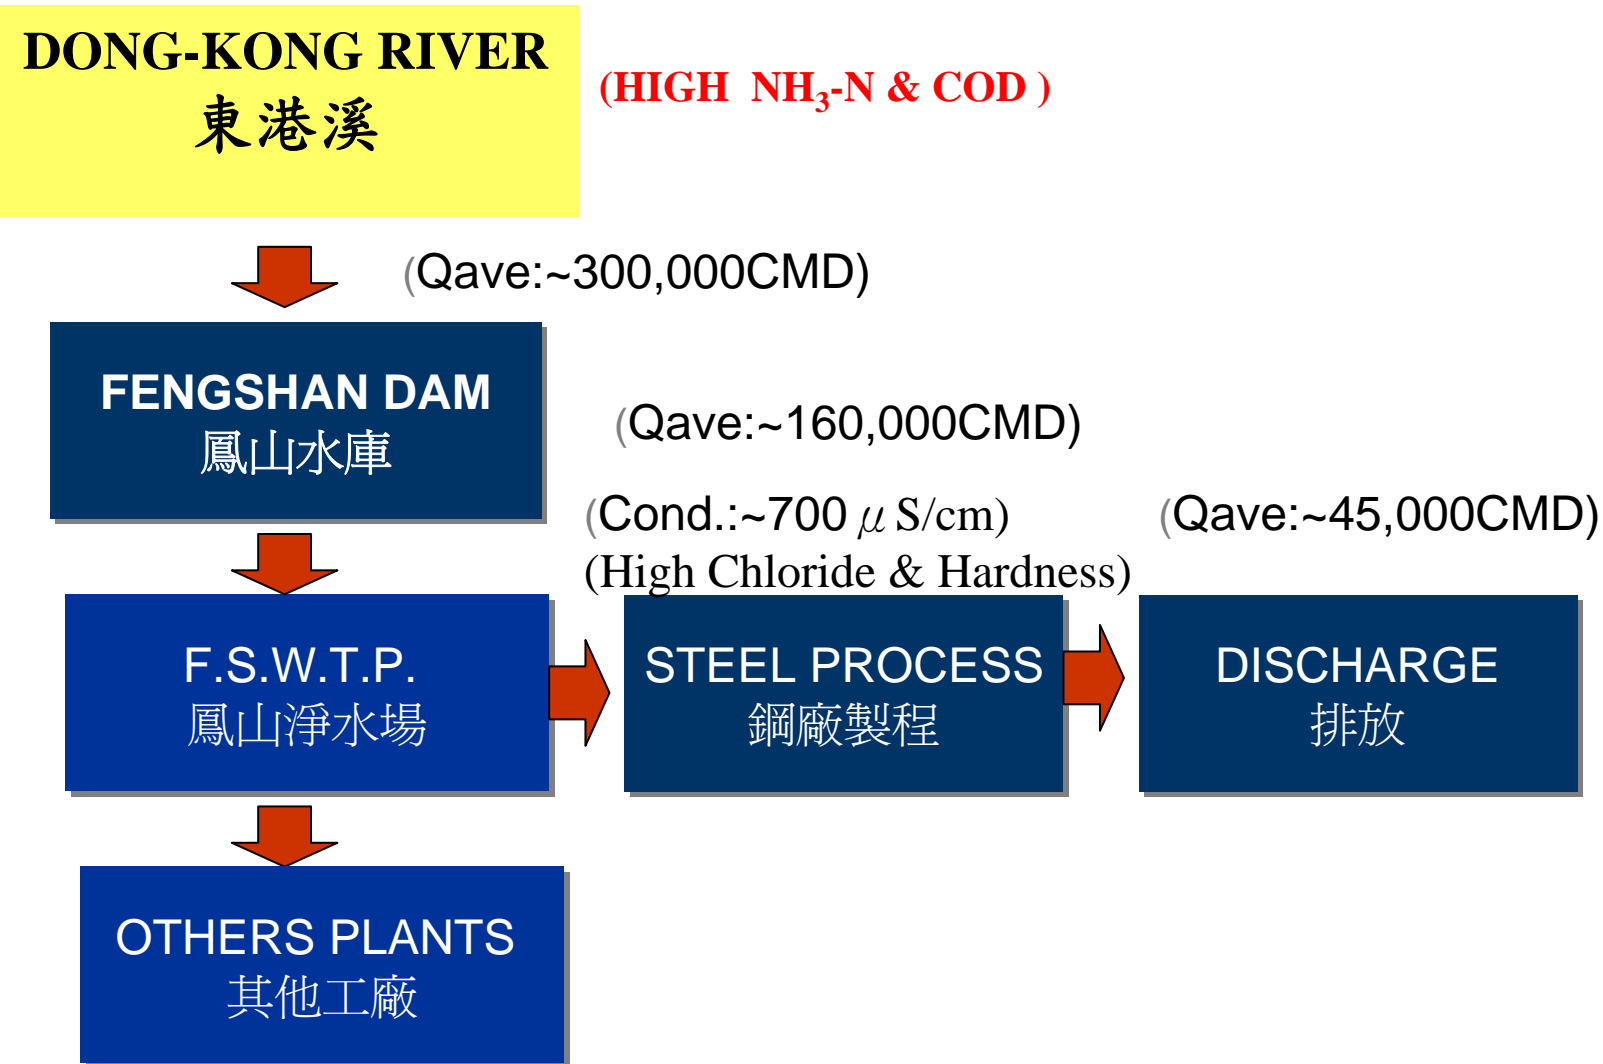 DONG-KONG RIVER
東港溪
(HIGH NH₃-N & COD )
(Qave:~300,000CMD)
FENGSHAN DAM
鳳山水庫
(Qave:~160,000CMD)
(Cond.:~700 μ S/cm)
(High Chloride & Hardness)
(Qave:~45,000CMD)
F.S.W.T.P.
鳳山淨水場
STEEL PROCESS
鋼廠製程
DISCHARGE
排放
OTHERS PLANTS
其他工廠